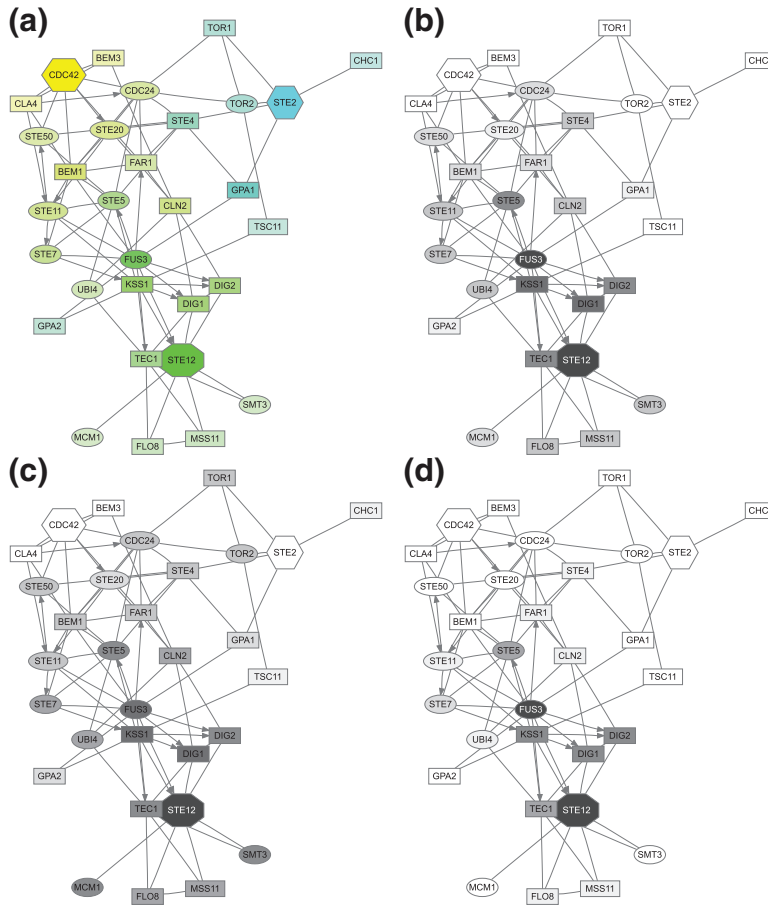 (a)
TOR1
BEM3
CHC1
CDC42
CLA4
CDC24
TOR2
STE2
STE50
STE20
STE4
BEM1
FAR1
GPA1
STE5
CLN2
STE11
TSC11
STE7
FUS3
UBI4
KSS1
DIG2
DIG1
GPA2
TEC1
STE12
SMT3
MCM1
FLO8
MSS11
(b)
TOR1
BEM3
CHC
CDC42
CLA4
CDC24
TOR2
STE2
STE50
STE20
STE4
BEM1
FAR1
GPA1
STE5
CLN2
STE11
TSC11
STE7
FUS3
UBI4
KSS1
DIG2
DIG1
GPA2
TEC1
STE12
SMT3
MCM1
FLO8
MSS11
(c)
TOR1
BEM3
CHC1
CDC42
CLA4
CDC24
TOR2
STE2
STE50
STE20
STE4
BEM1
FAR1
GPA1
STE5
CLN2
STE11
TSC11
STE7
FUS3
UBI4
KSS1
DIG2
DIG1
GPA2
TEC1
STE12
SMT3
MCM1
FLO8
MSS11
(d)
TOR1
BEM3
CHC
CDC42
CLA4
CDC24
TOR2
STE2
STE50
STE20
STE4
BEM1
FAR1
GPA1
STE5
CLN2
STE11
TSC11
STE7
FUS3
UBI4
KSS1
DIG2
DIG1
GPA2
TEC1
STE12
SMT3
MCM1
FLO8
MSS11